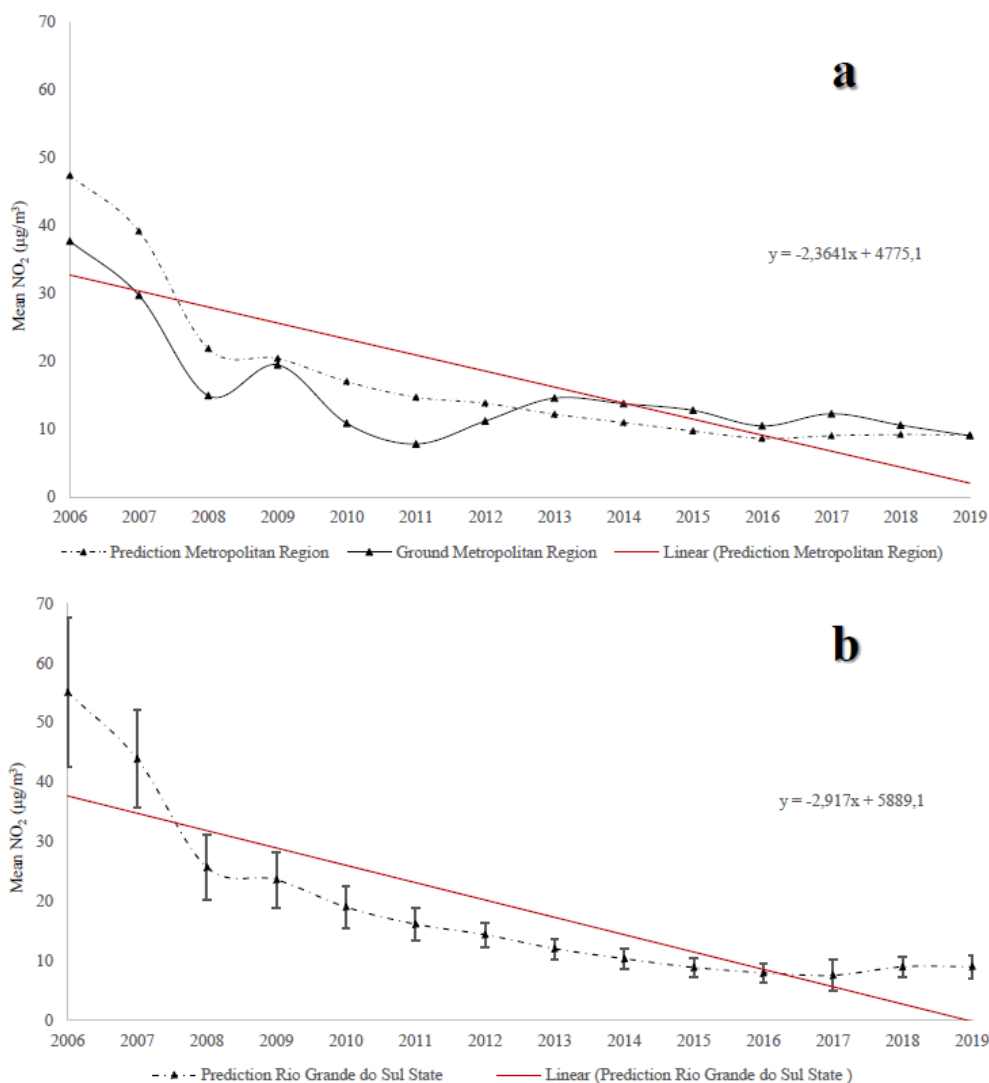 70
a
60
50
40
30
20
10
0
Mean NO₂ (µg/m³)
y = -2,3641x + 4775,1
2006 2007 2008 2009 2010 2011 2012 2013 2014 2015 2016 2017 2018 2019
Prediction Metropolitan Region Ground Metropolitan Region Linear (Prediction Metropolitan Region)
70
b
60
50
40
30
20
10
0
Mean NO₂ (µg/m³)
y = -2,917x + 5889,1
2006 2007 2008 2009 2010 2011 2012 2013 2014 2015 2016 2017 2018 2019
Prediction Rio Grande do Sul State Linear (Prediction Rio Grande do Sul State )